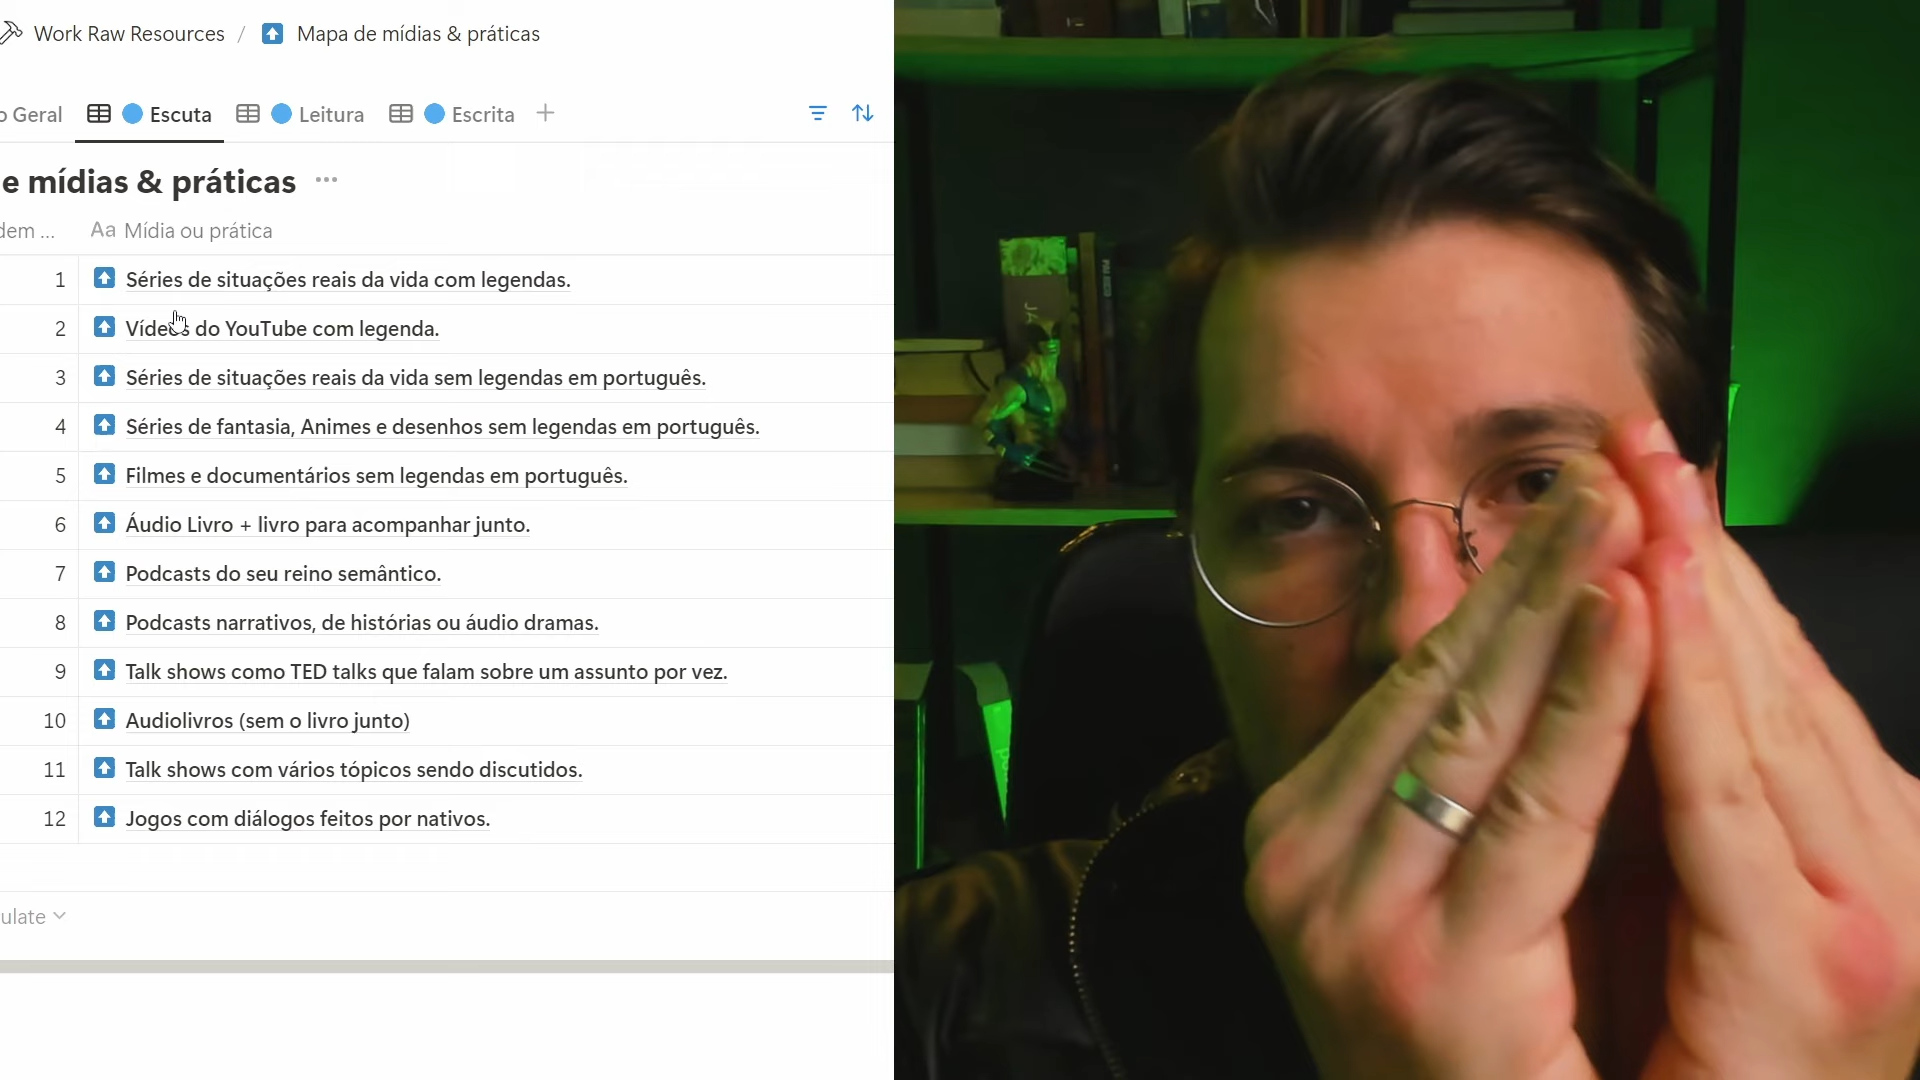 Work Raw Resources / Mapa de mídias & práticas
o Geral Escuta Leitura Escrita +
e mídias & práticas ...
dem ... Aa Mídia ou prática
1 Séries de situações reais da vida com legendas.
2 Vídeos do YouTube com legenda.
3 Séries de situações reais da vida sem legendas em português.
4 Séries de fantasia, Animes e desenhos sem legendas em português.
5 Filmes e documentários sem legendas em português.
6 Áudio Livro + livro para acompanhar junto.
7 Podcasts do seu reino semântico.
8 Podcasts narrativos, de histórias ou áudio dramas.
9 Talk shows como TED talks que falam sobre um assunto por vez.
10 Audiolivros (sem o livro junto)
11 Talk shows com vários tópicos sendo discutidos.
12 Jogos com diálogos feitos por nativos.
ulate